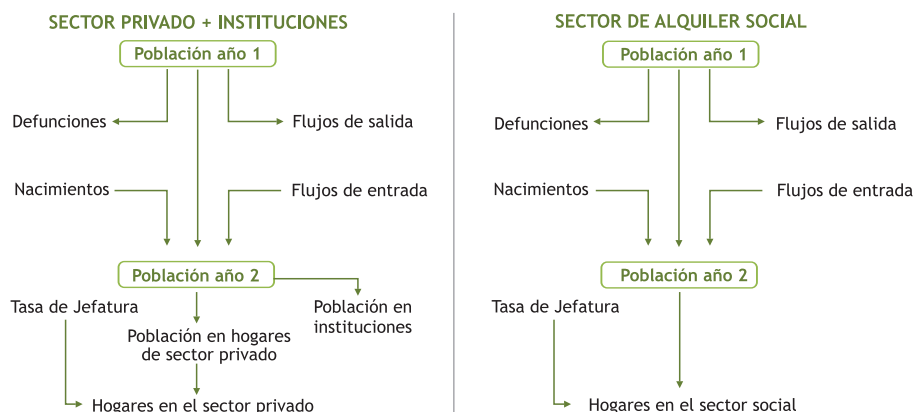 SECTOR PRIVADO + INSTITUCIONES
Población año 1
Defunciones
Flujos de salida
Nacimientos
Flujos de entrada
Población año 2
Tasa de Jefatura
Población en
instituciones
Población en hogares
de sector privado
Hogares en el sector privado
SECTOR DE ALQUILER SOCIAL
Población año 1
Defunciones
Flujos de salida
Nacimientos
Flujos de entrada
Población año 2
Tasa de Jefatura
Hogares en el sector social